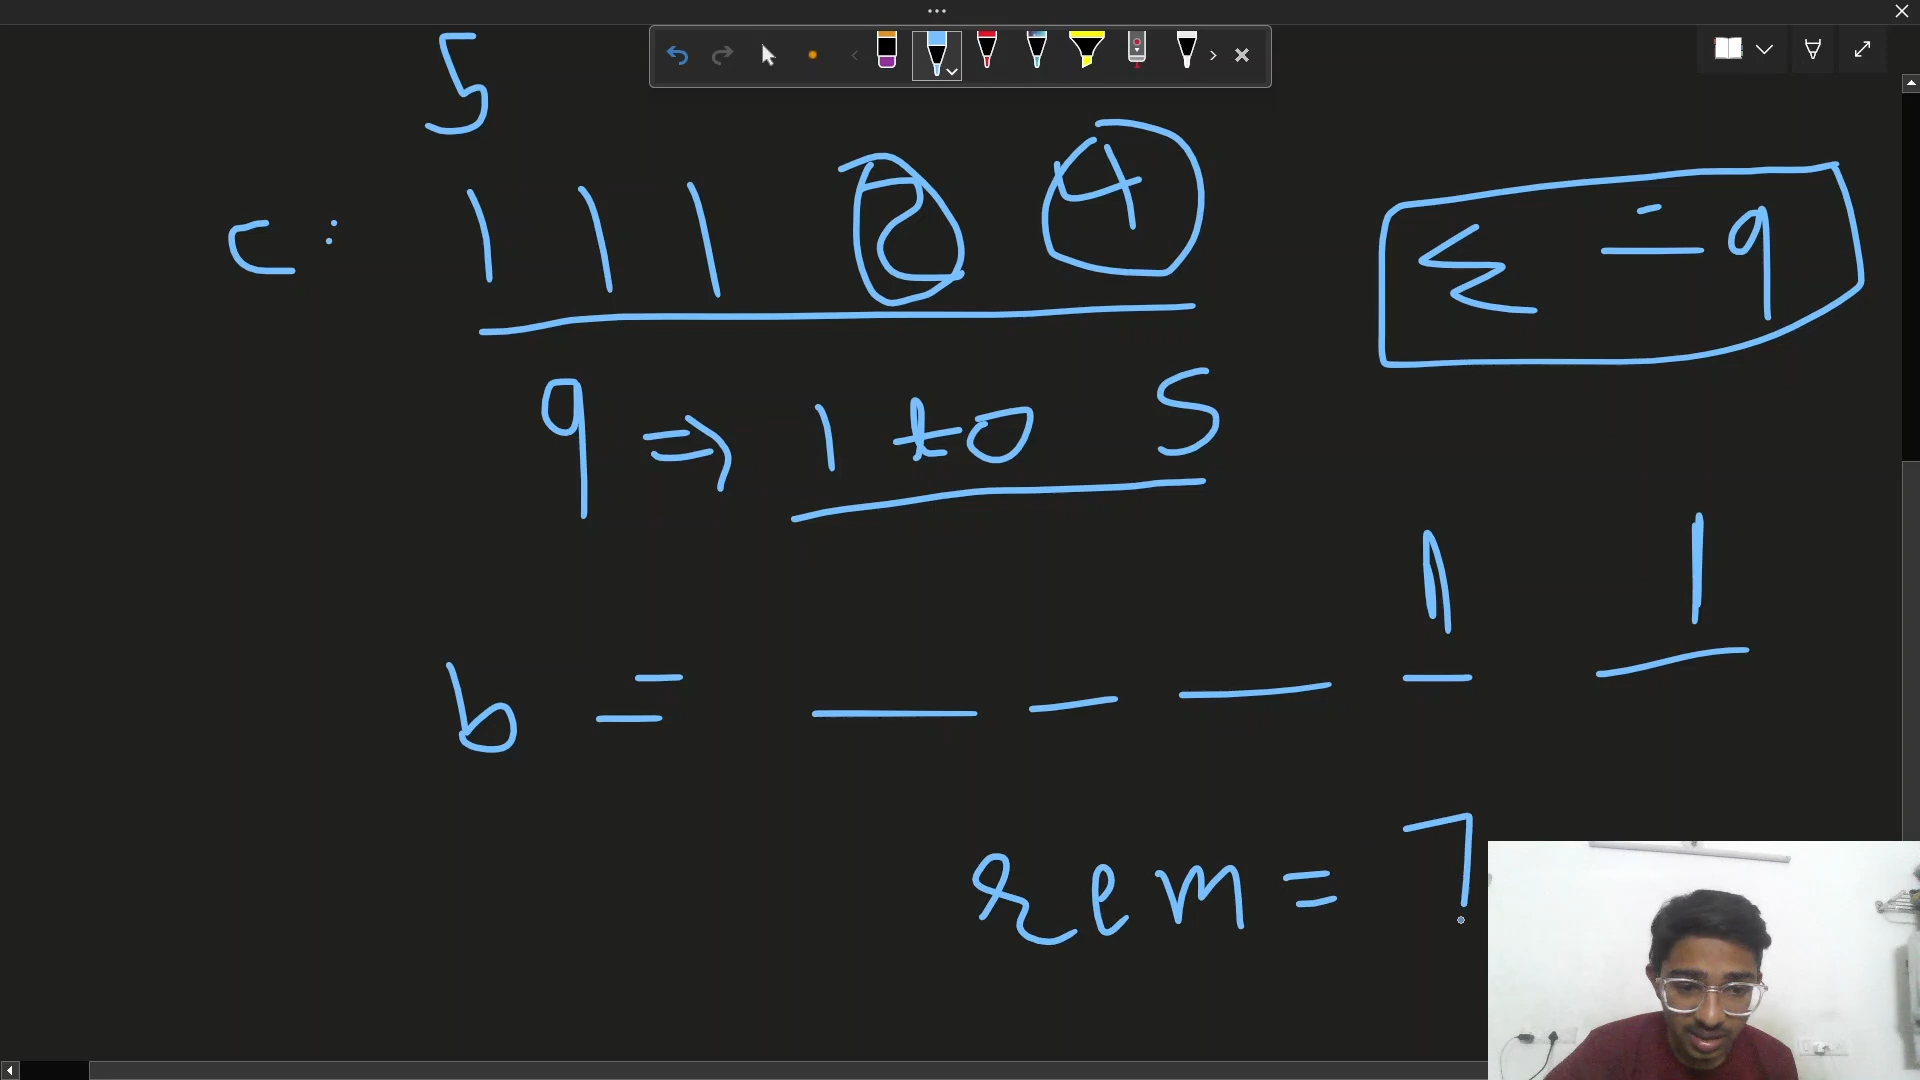 5
c: 1 1 1 2 4
Σ = 9
9 ⇒ 1 to 5
1 1
b = _ _ _ _ _
rem = 7